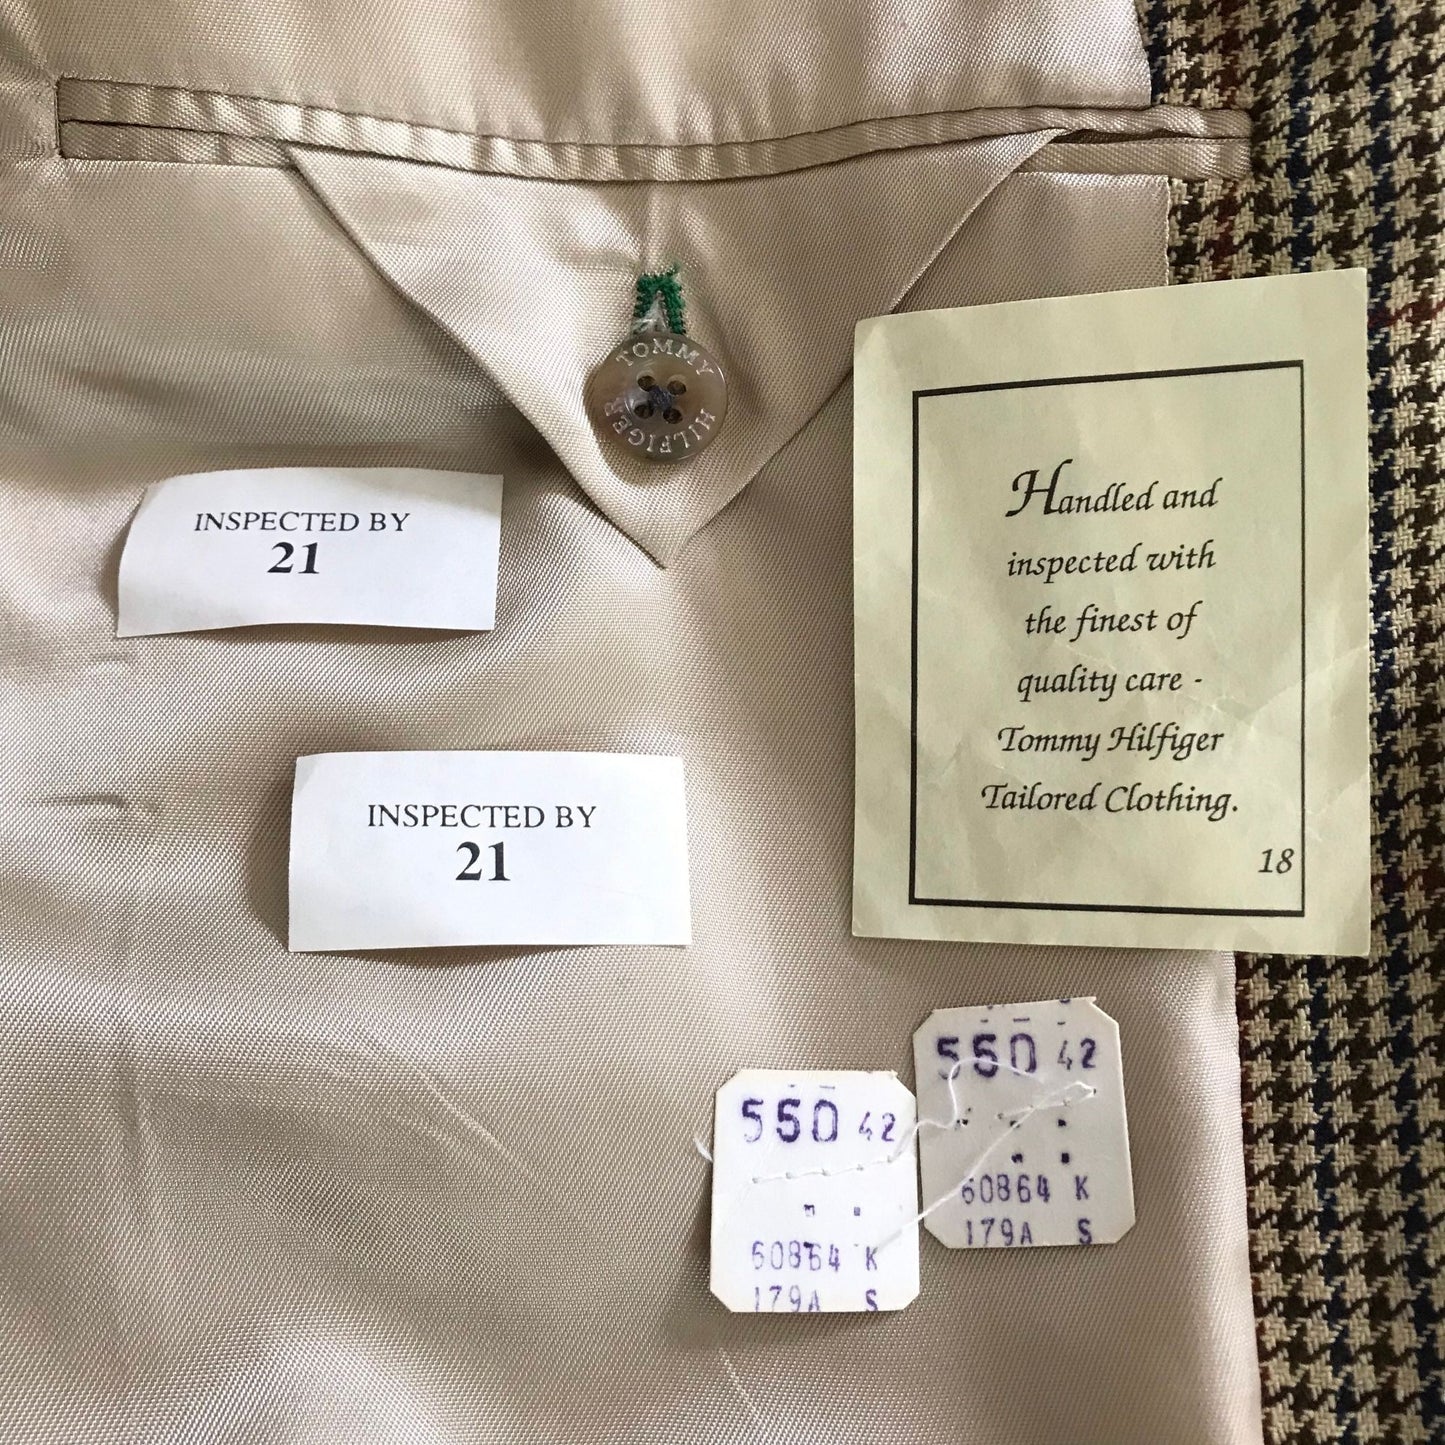 TOMMY HILFIGER
INSPECTED BY
21
INSPECTED BY
21
Handled and
inspected with
the finest of
quality care -
Tommy Hilfiger
Tailored Clothing.
18
550 42
60864 K
179A S
550 42
60864 K
179A S